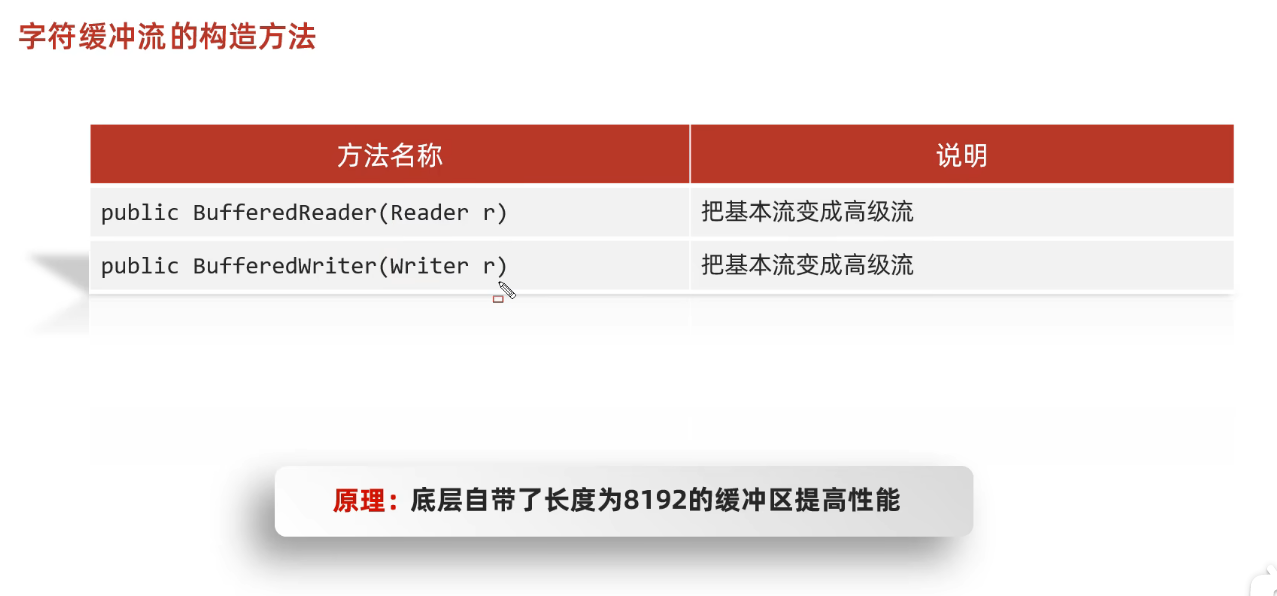 字符缓冲流的构造方法
方法名称 说明
public BufferedReader(Reader r) 把基本流变成高级流
public BufferedWriter(Writer r) 把基本流变成高级流
原理：底层自带了长度为8192的缓冲区提高性能